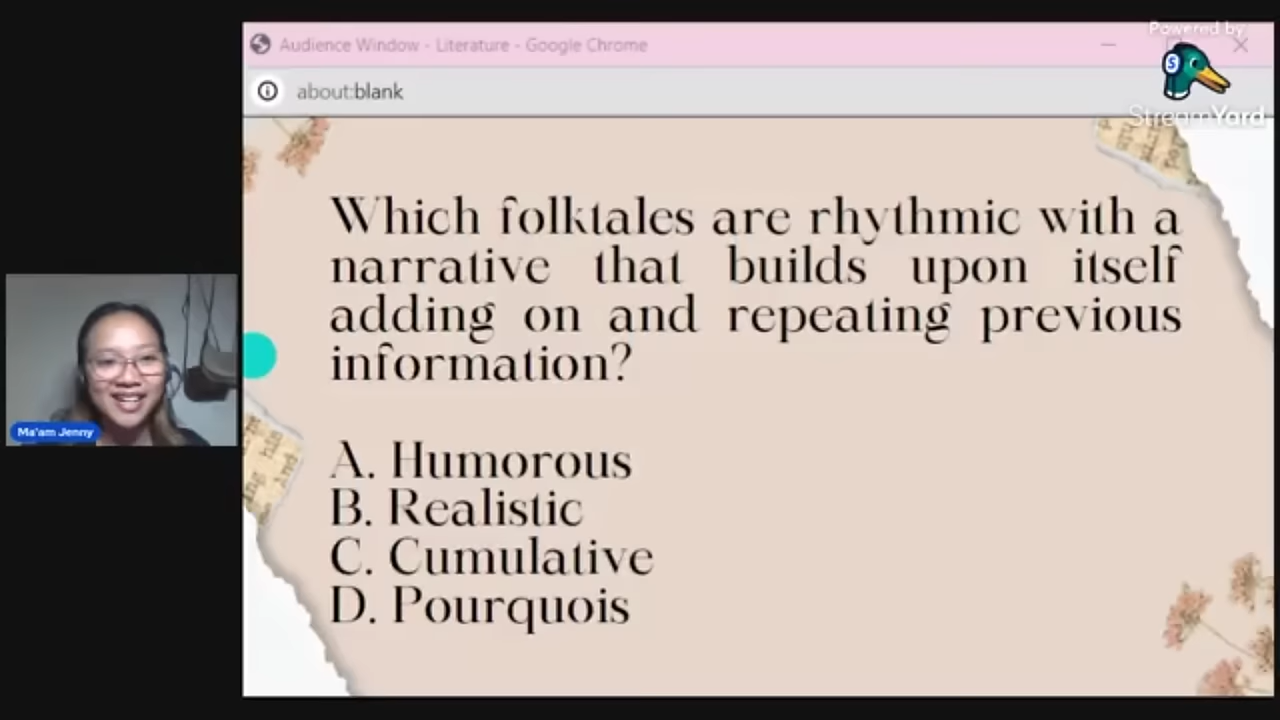 Audience Window - Literature - Google Chrome
Powered by
about:blank
StreamYard
Which folktales are rhythmic with a
narrative that builds upon itself
adding on and repeating previous
information?
Ma'am Jenny
A. Humorous
B. Realistic
C. Cumulative
D. Pourquois